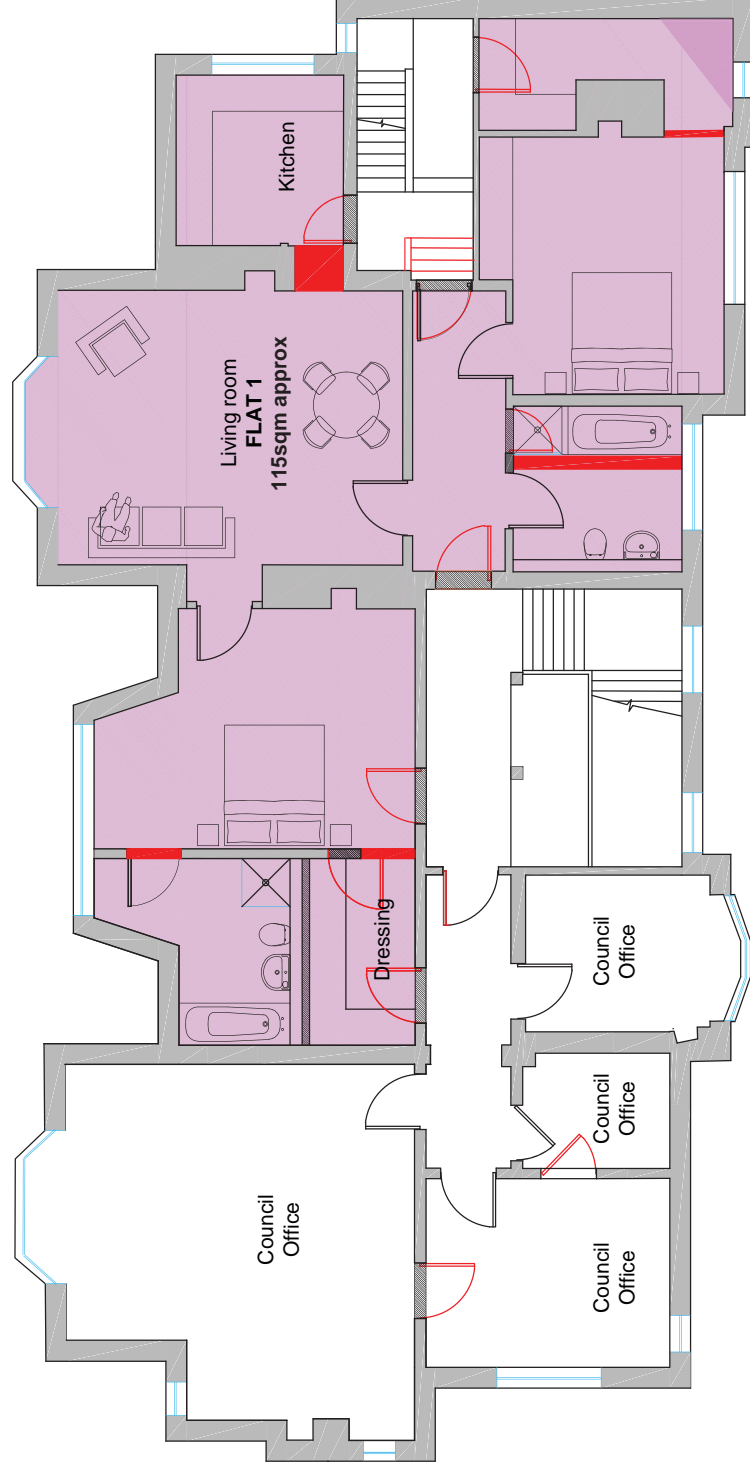 Kitchen
Living room
FLAT 1
115sqm approx
Dressing
Council
Office
Council
Office
Council
Office
Council
Office